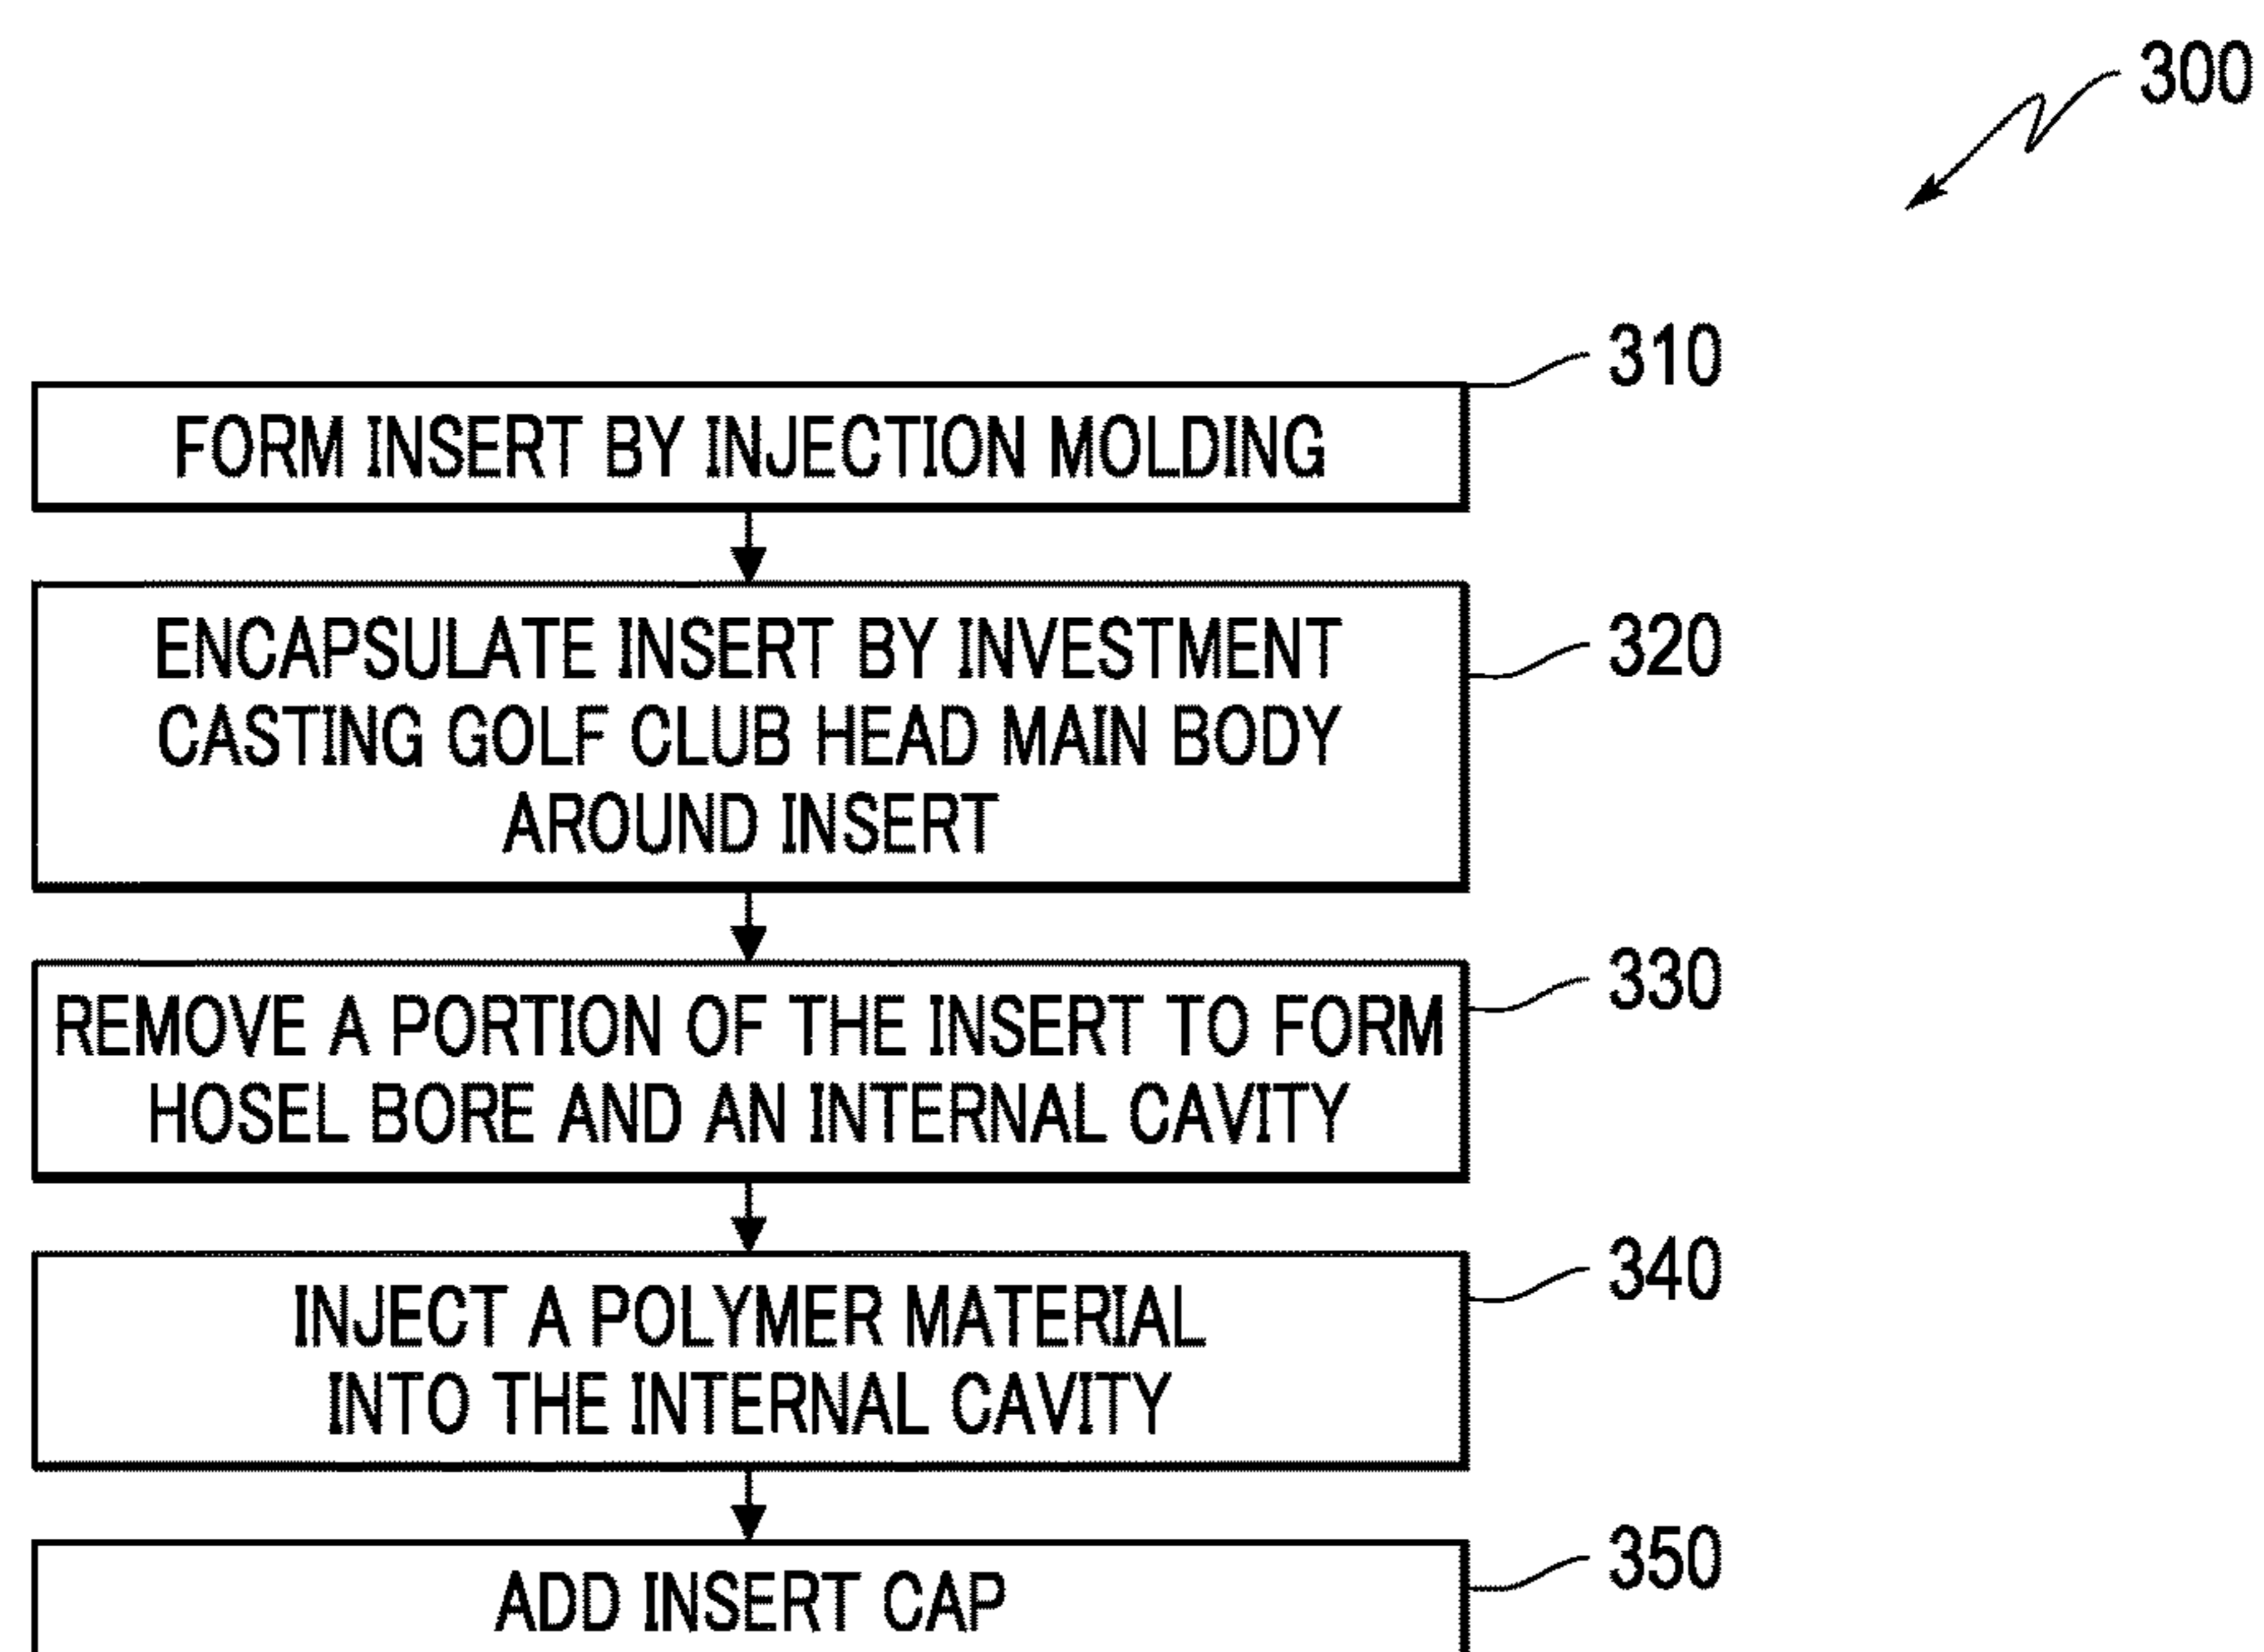 300
310
FORM INSERT BY INJECTION MOLDING
320
ENCAPSULATE INSERT BY INVESTMENT
CASTING GOLF CLUB HEAD MAIN BODY
AROUND INSERT
330
REMOVE A PORTION OF THE INSERT TO FORM
HOSEL BORE AND AN INTERNAL CAVITY
340
INJECT A POLYMER MATERIAL
INTO THE INTERNAL CAVITY
350
ADD INSERT CAP